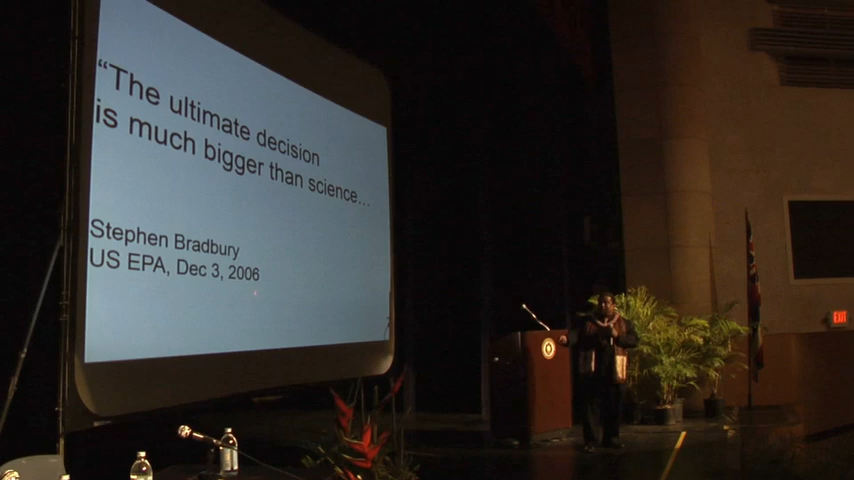 “The ultimate decision
is much bigger than science…
Stephen Bradbury
US EPA, Dec 3, 2006
EXIT